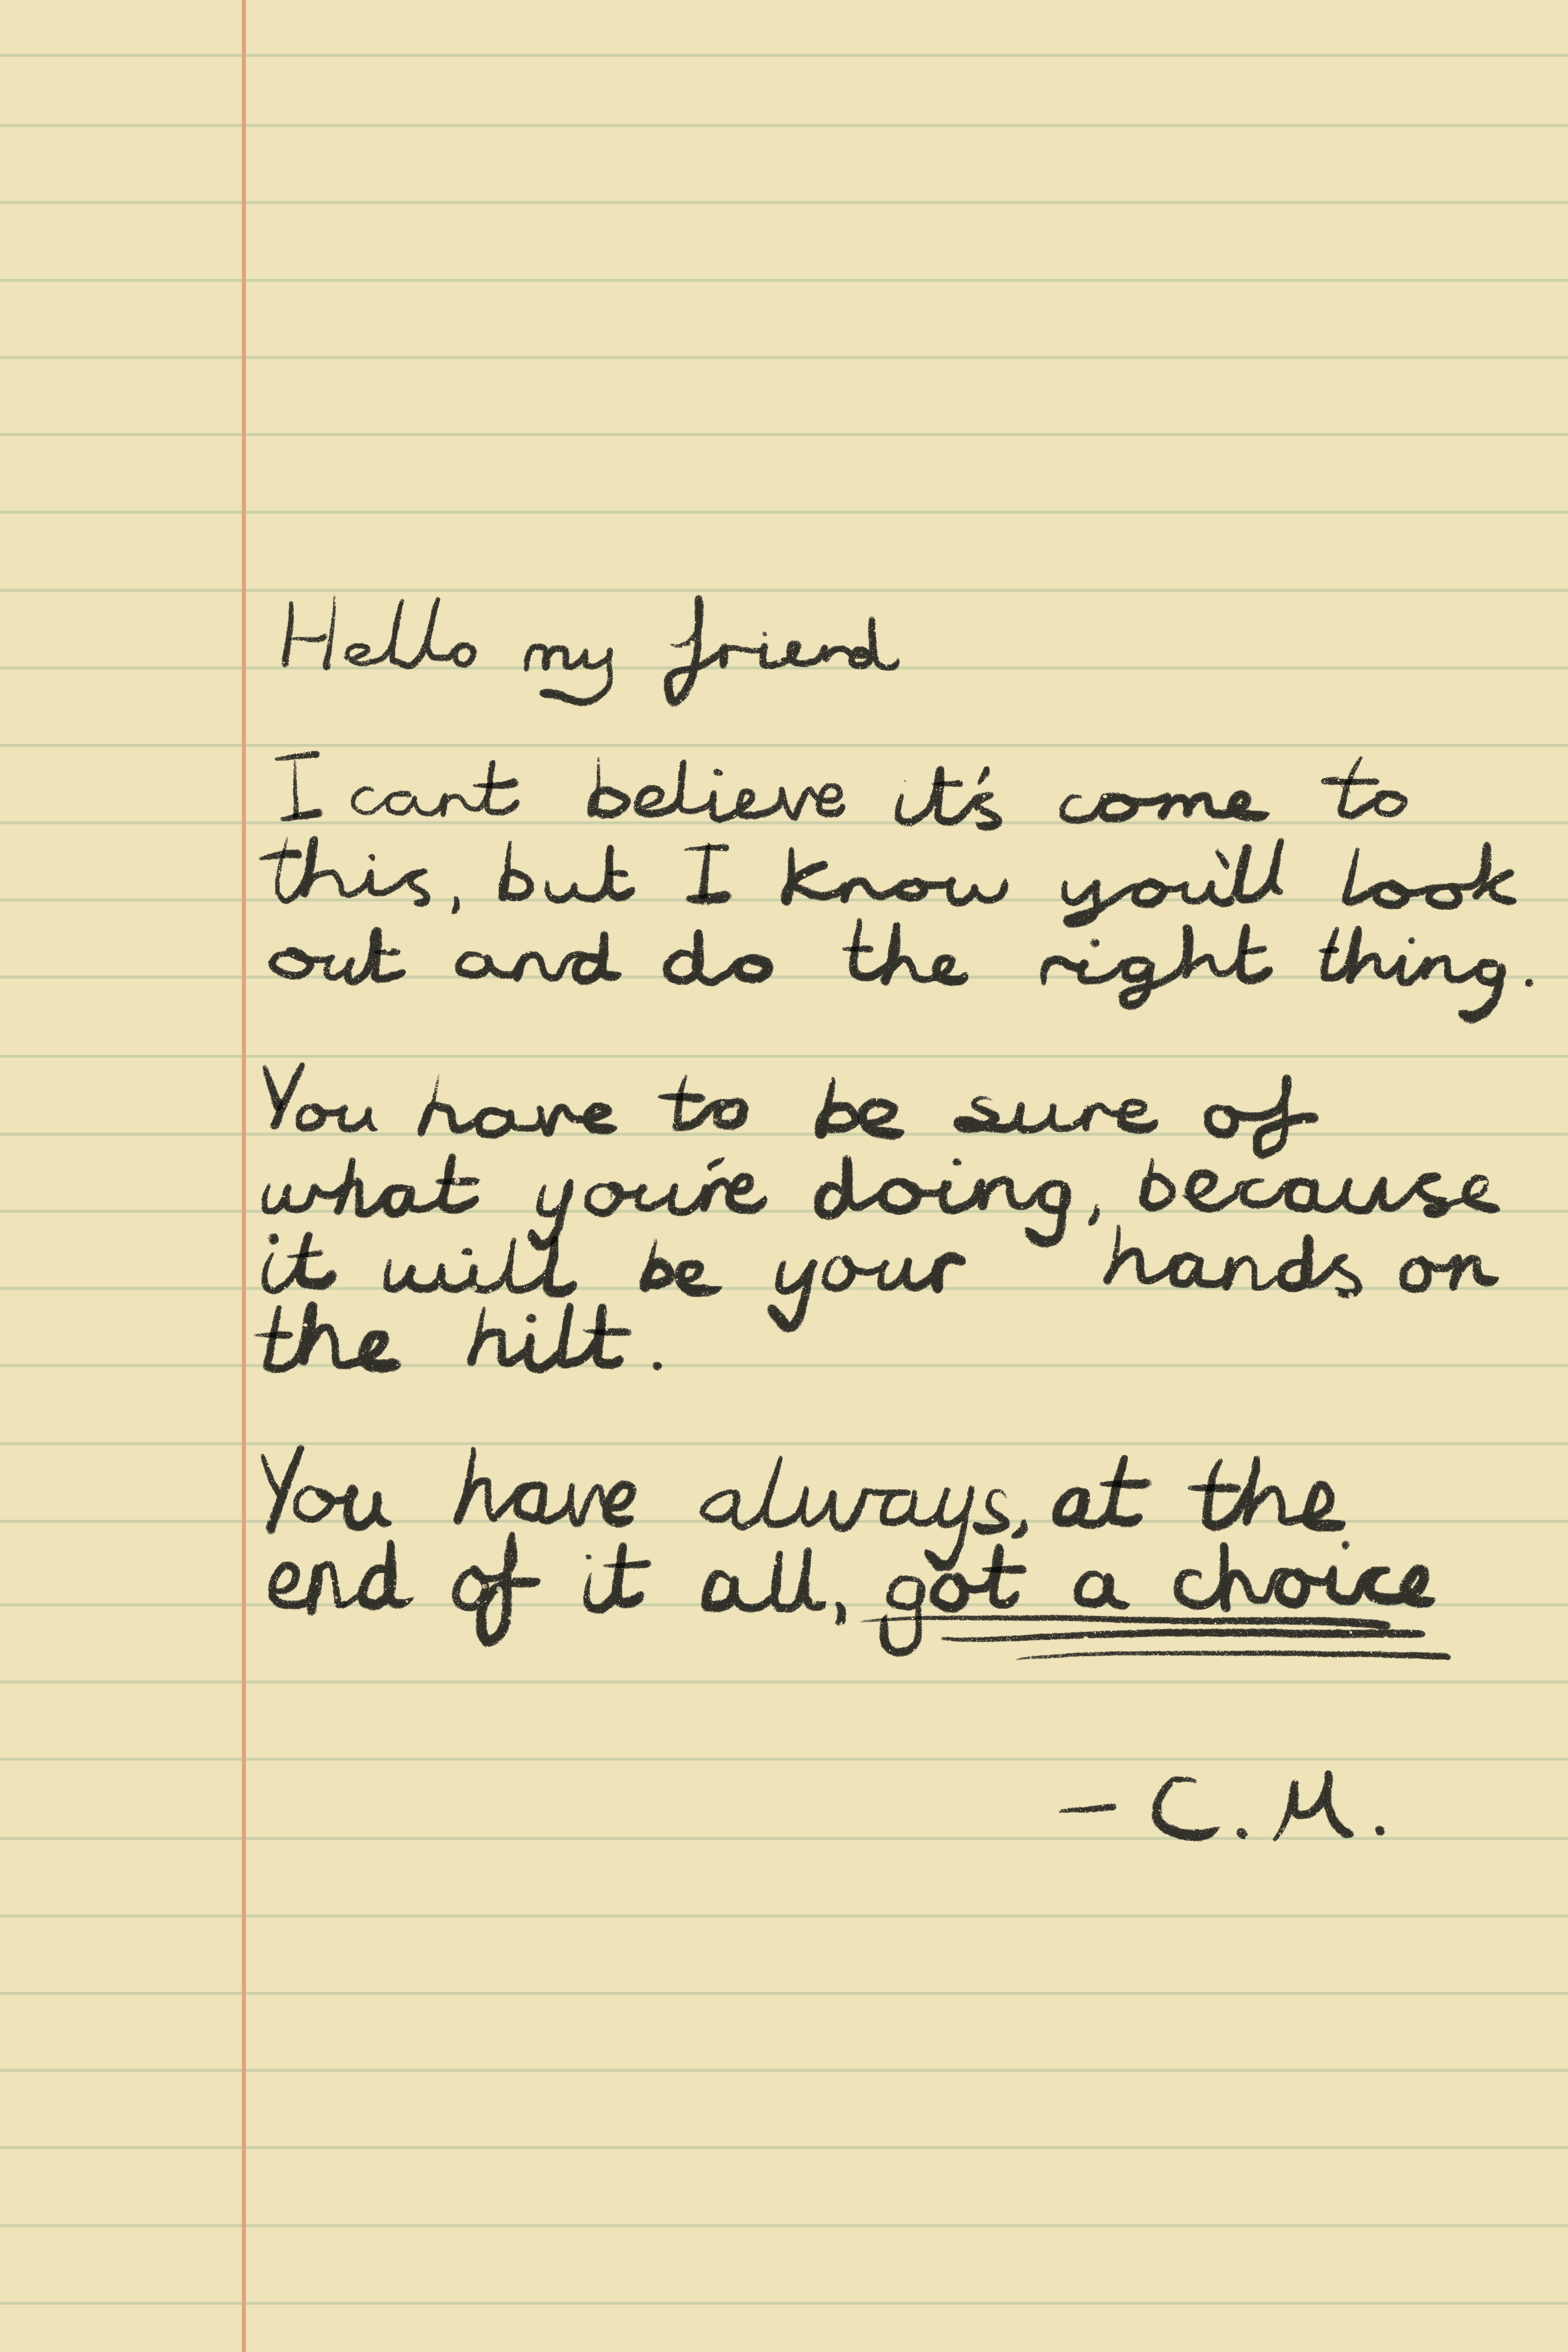 Hello my friend
I cant believe it's come to
this, but I know you'll look
out and do the right thing.
You have to be sure of
what you're doing, because
it will be your hands on
the hilt.
You have always, at the
end of it all, got a choice
- C.M.